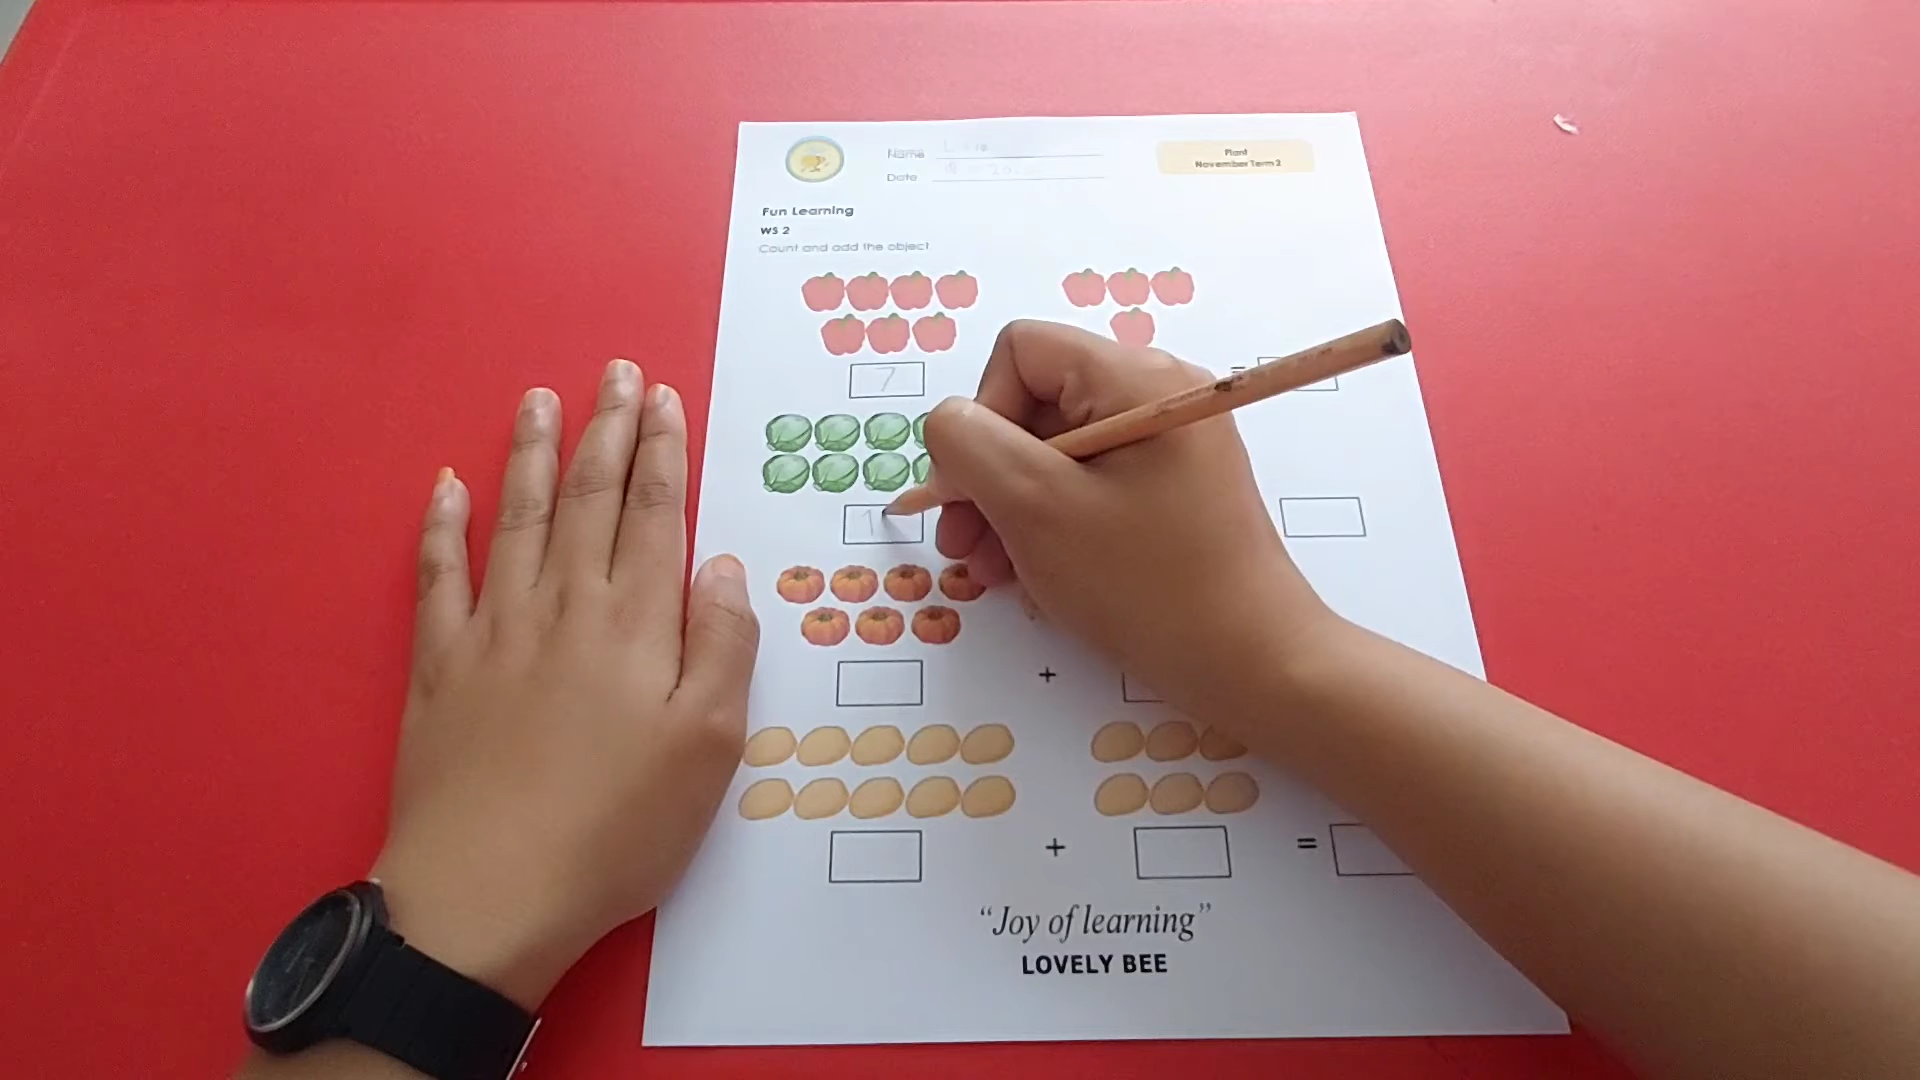 Name
Date
Plant
November Term 2
Fun Learning
WS 2
Count and add the object
7
=
1
+
+ =
“Joy of learning”
LOVELY BEE